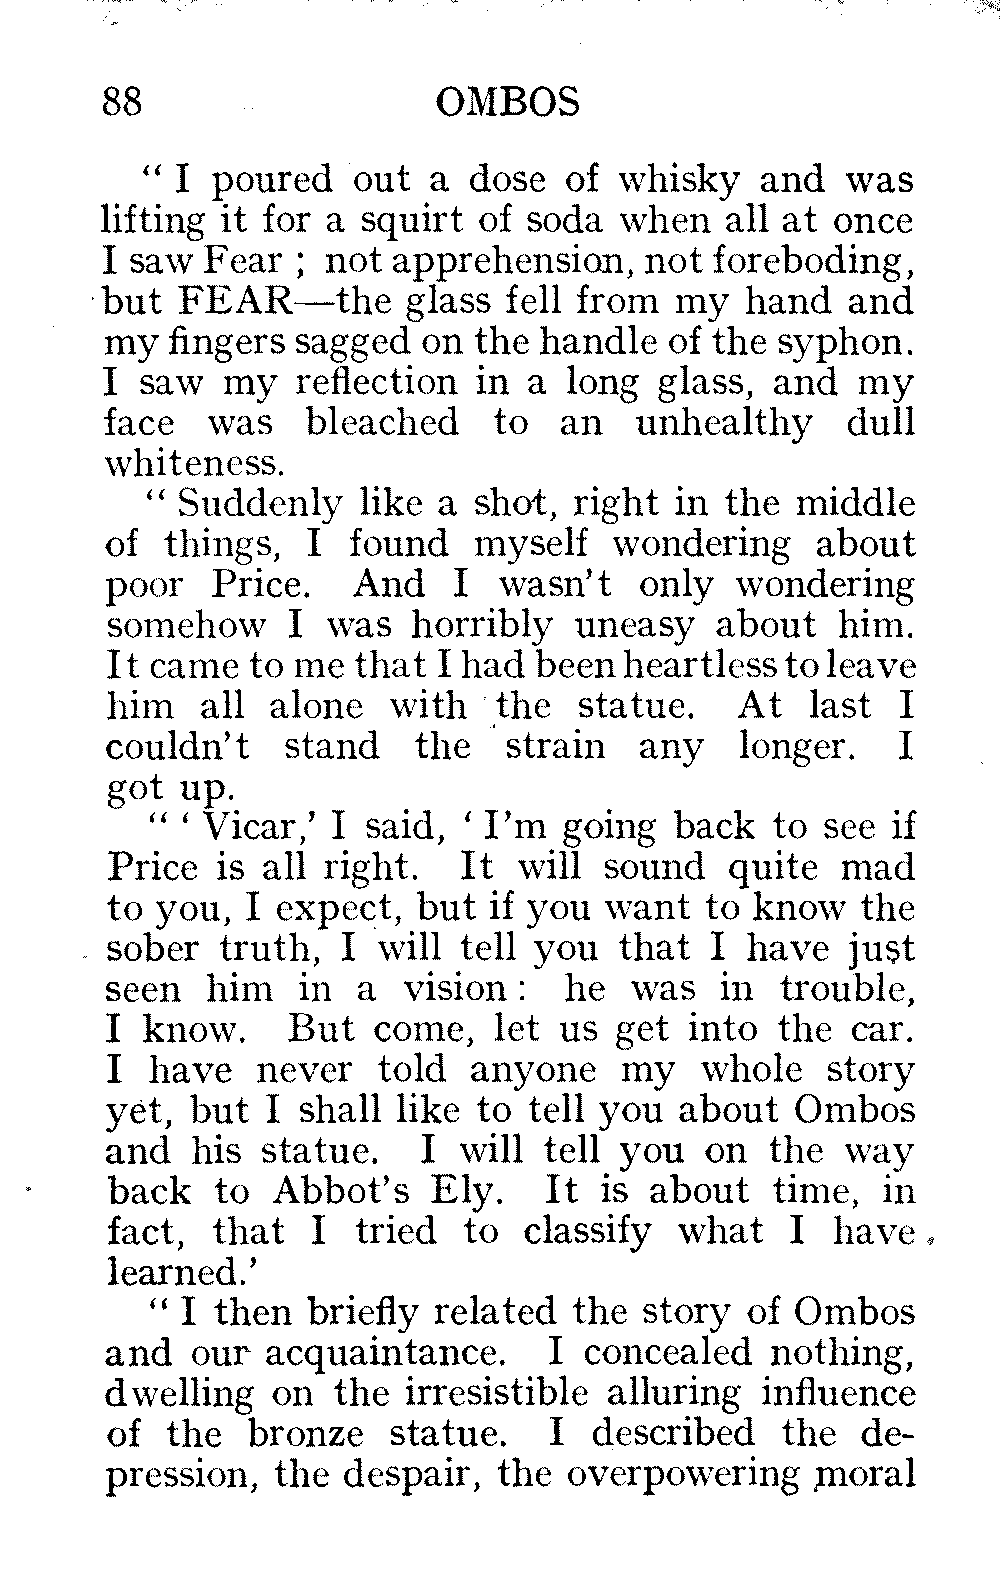 88 OMBOS
“ I poured out a dose of whisky and was
lifting it for a squirt of soda when all at once
I saw Fear ; not apprehension, not foreboding,
but FEAR—the glass fell from my hand and
my fingers sagged on the handle of the syphon.
I saw my reflection in a long glass, and my
face was bleached to an unhealthy dull
whiteness.
“ Suddenly like a shot, right in the middle
of things, I found myself wondering about
poor Price. And I wasn’t only wondering
somehow I was horribly uneasy about him.
It came to me that I had been heartless to leave
him all alone with the statue. At last I
couldn’t stand the strain any longer. I
got up.
“ ‘ Vicar,’ I said, ‘ I’m going back to see if
Price is all right. It will sound quite mad
to you, I expect, but if you want to know the
sober truth, I will tell you that I have just
seen him in a vision : he was in trouble,
I know. But come, let us get into the car.
I have never told anyone my whole story
yet, but I shall like to tell you about Ombos
and his statue. I will tell you on the way
back to Abbot’s Ely. It is about time, in
fact, that I tried to classify what I have
learned.’
“ I then briefly related the story of Ombos
and our acquaintance. I concealed nothing,
dwelling on the irresistible alluring influence
of the bronze statue. I described the de-
pression, the despair, the overpowering moral